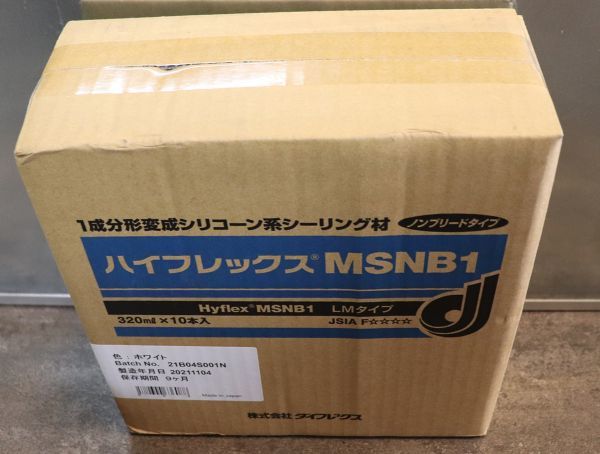 1成分形変成シリコーン系シーリング材 ノンブリードタイプ
ハイフレックス® MSNB1
Hyflex® MSNB1 LMタイプ
320ml×10本入 JSIA F☆☆☆☆
色：ホワイト
Batch No. 21B04S001N
製造年月日 20211104
保存期間 9ヶ月
Made in Japan
株式会社ダイフレックス